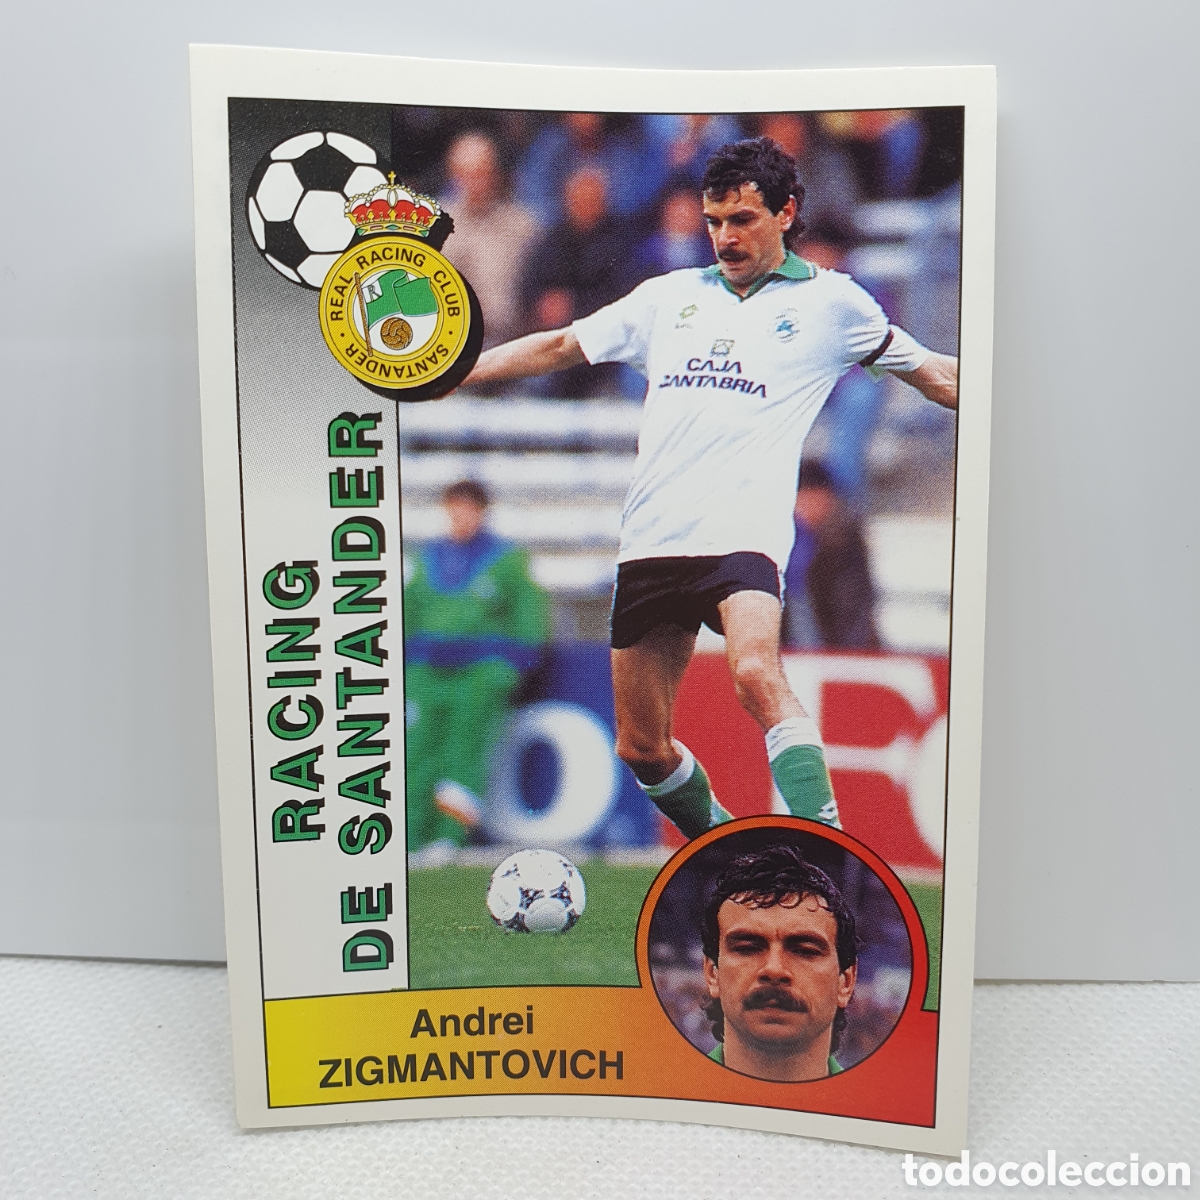 REAL RACING CLUB
· SANTANDER ·
R
RACING
DE SANTANDER
CAJA
CANTABRIA
Andrei
ZIGMANTOVICH
todocoleccion